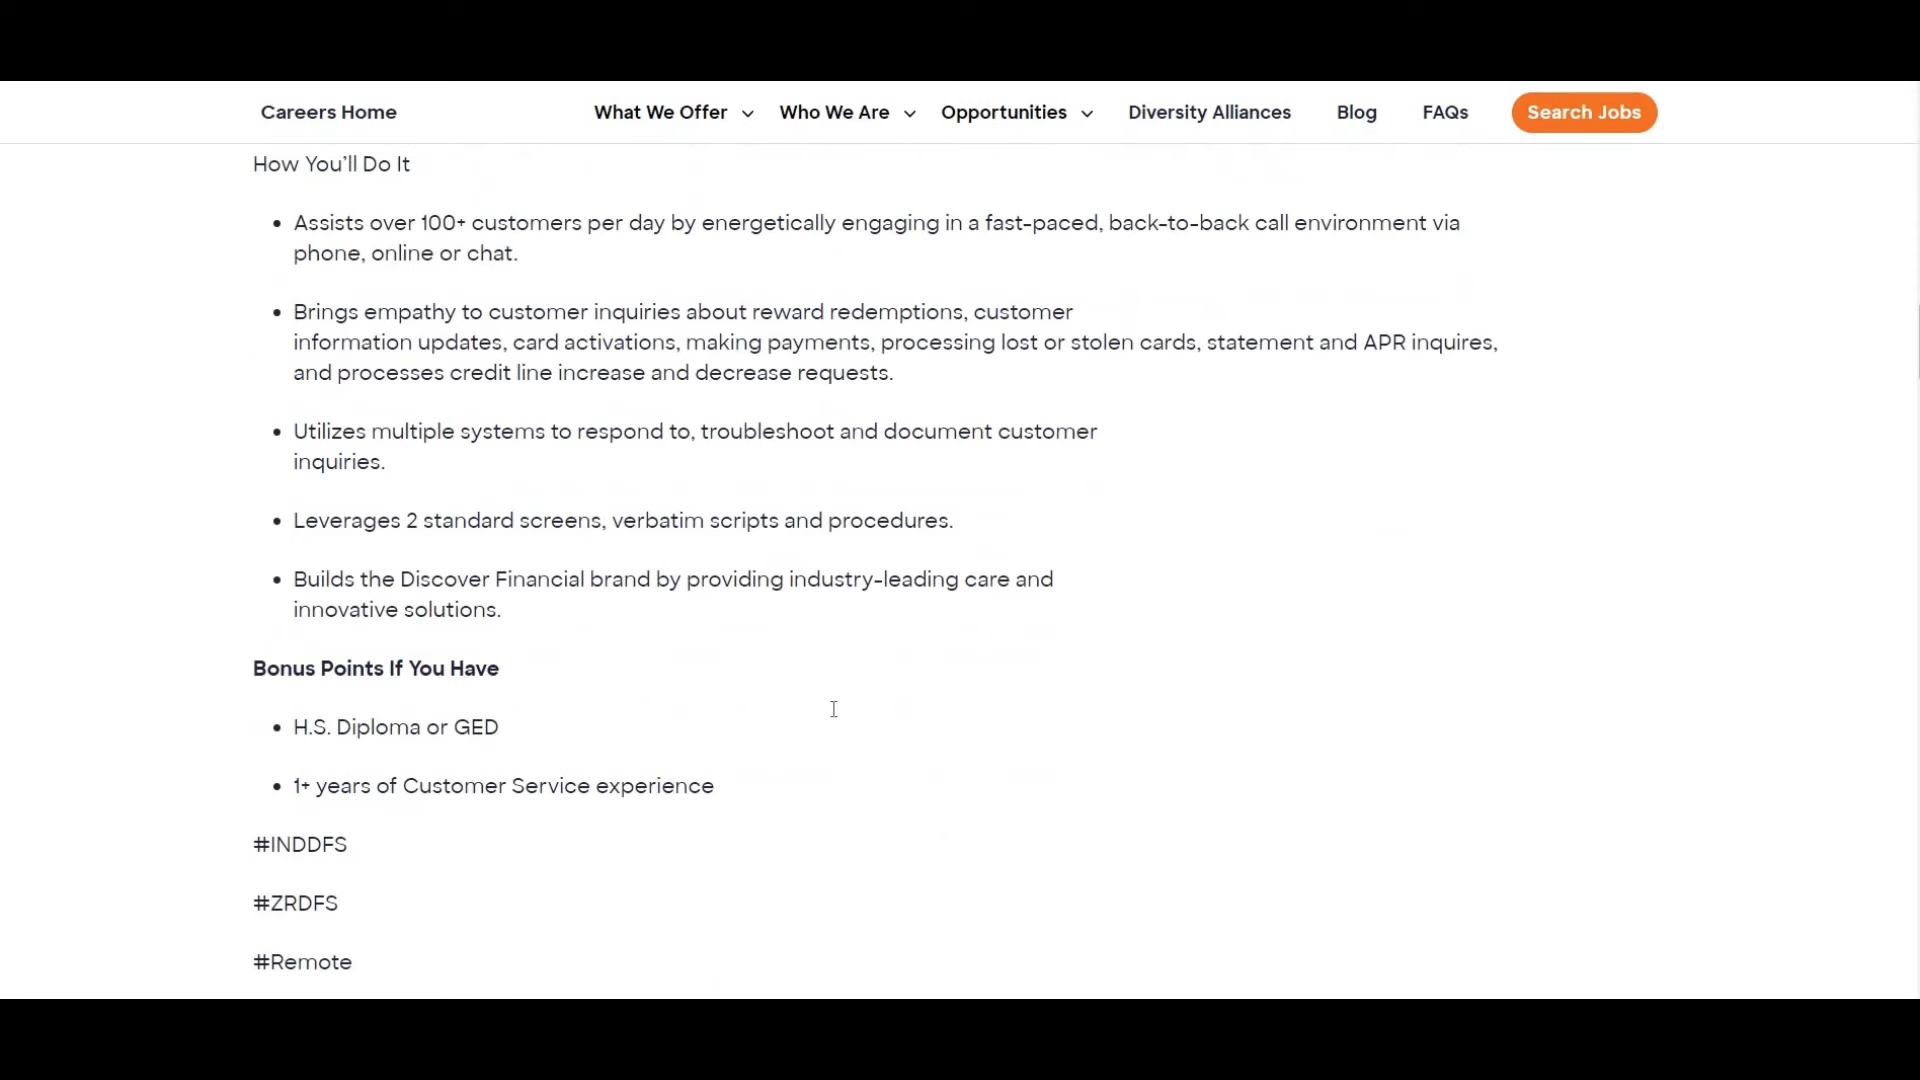 Careers Home What We Offer Who We Are Opportunities Diversity Alliances Blog FAQs Search Jobs
How You'll Do It
• Assists over 100+ customers per day by energetically engaging in a fast-paced, back-to-back call environment via
phone, online or chat.
• Brings empathy to customer inquiries about reward redemptions, customer
information updates, card activations, making payments, processing lost or stolen cards, statement and APR inquires,
and processes credit line increase and decrease requests.
• Utilizes multiple systems to respond to, troubleshoot and document customer
inquiries.
• Leverages 2 standard screens, verbatim scripts and procedures.
• Builds the Discover Financial brand by providing industry-leading care and
innovative solutions.
Bonus Points If You Have
• H.S. Diploma or GED
• 1+ years of Customer Service experience
#INDDFS
#ZRDFS
#Remote